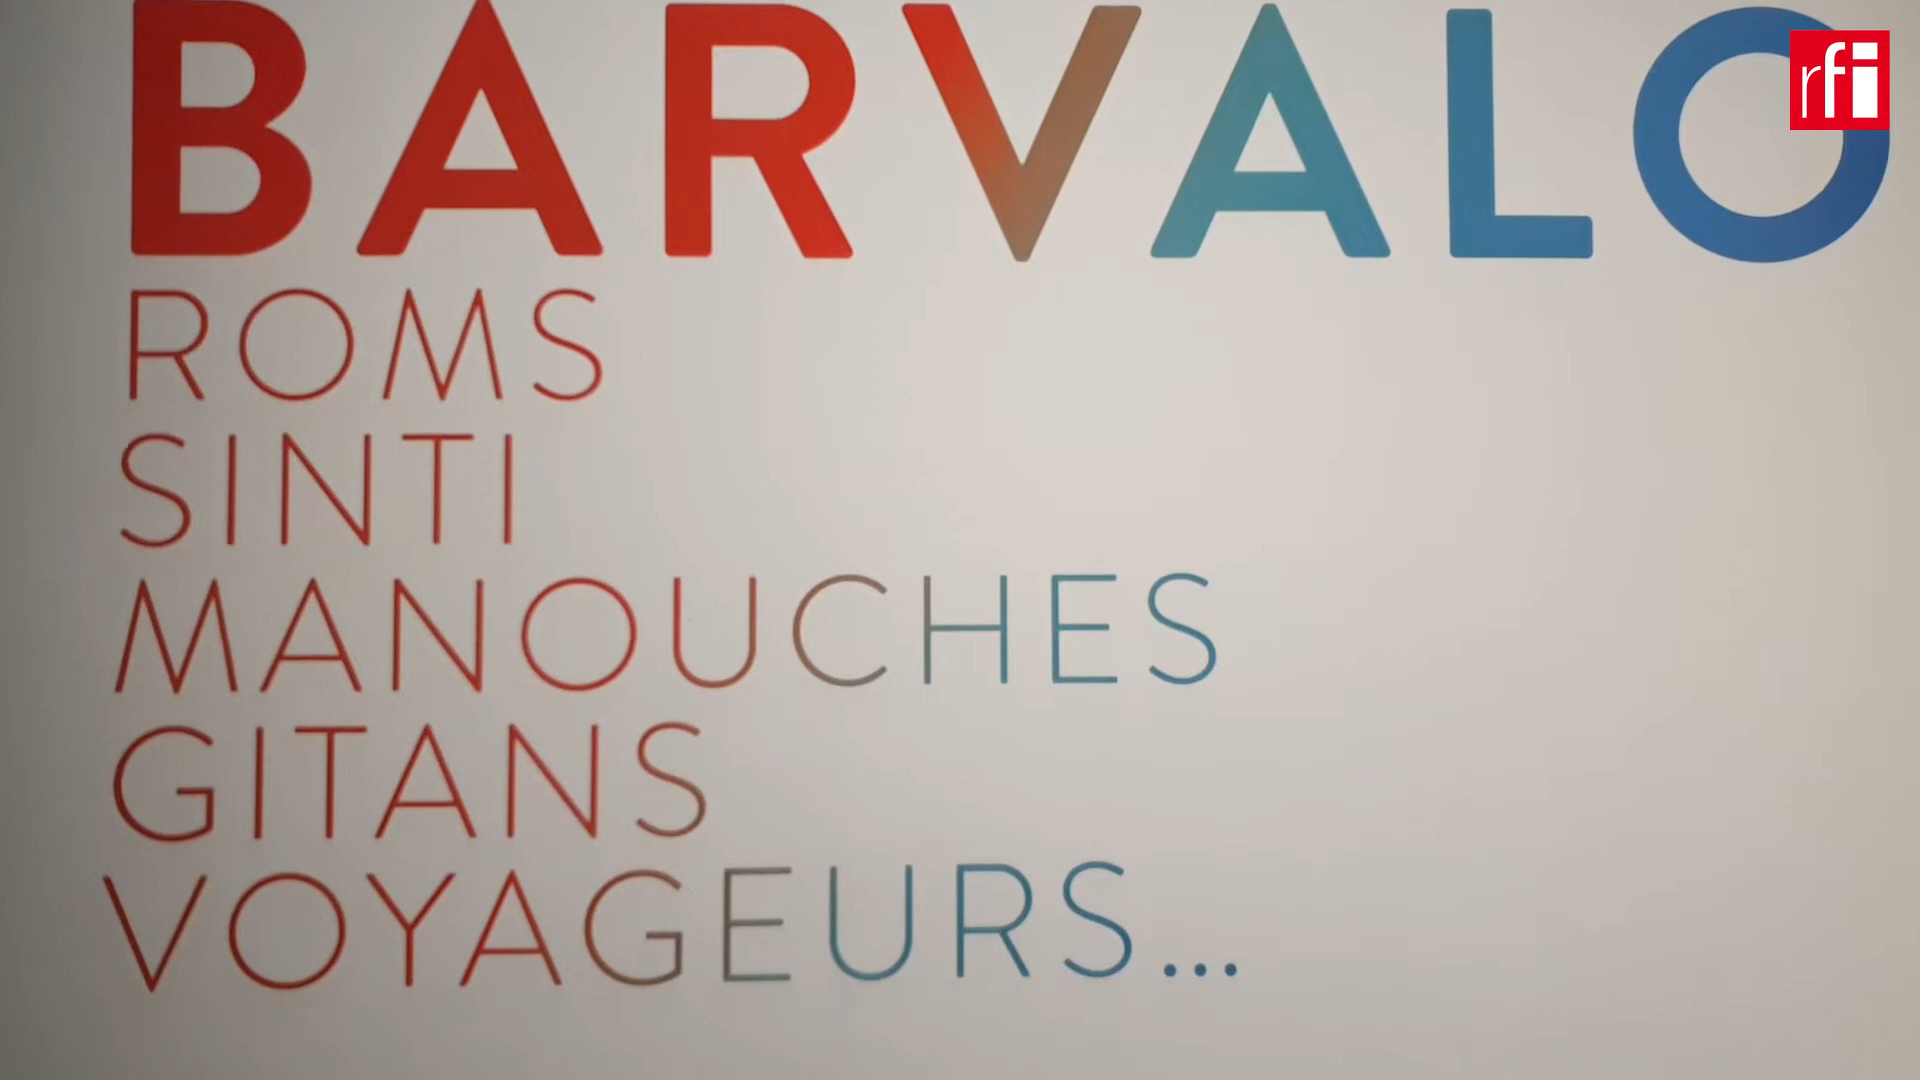 BARVALO
rfi
ROMS
SINTI
MANOUCHES
GITANS
VOYAGEURS...